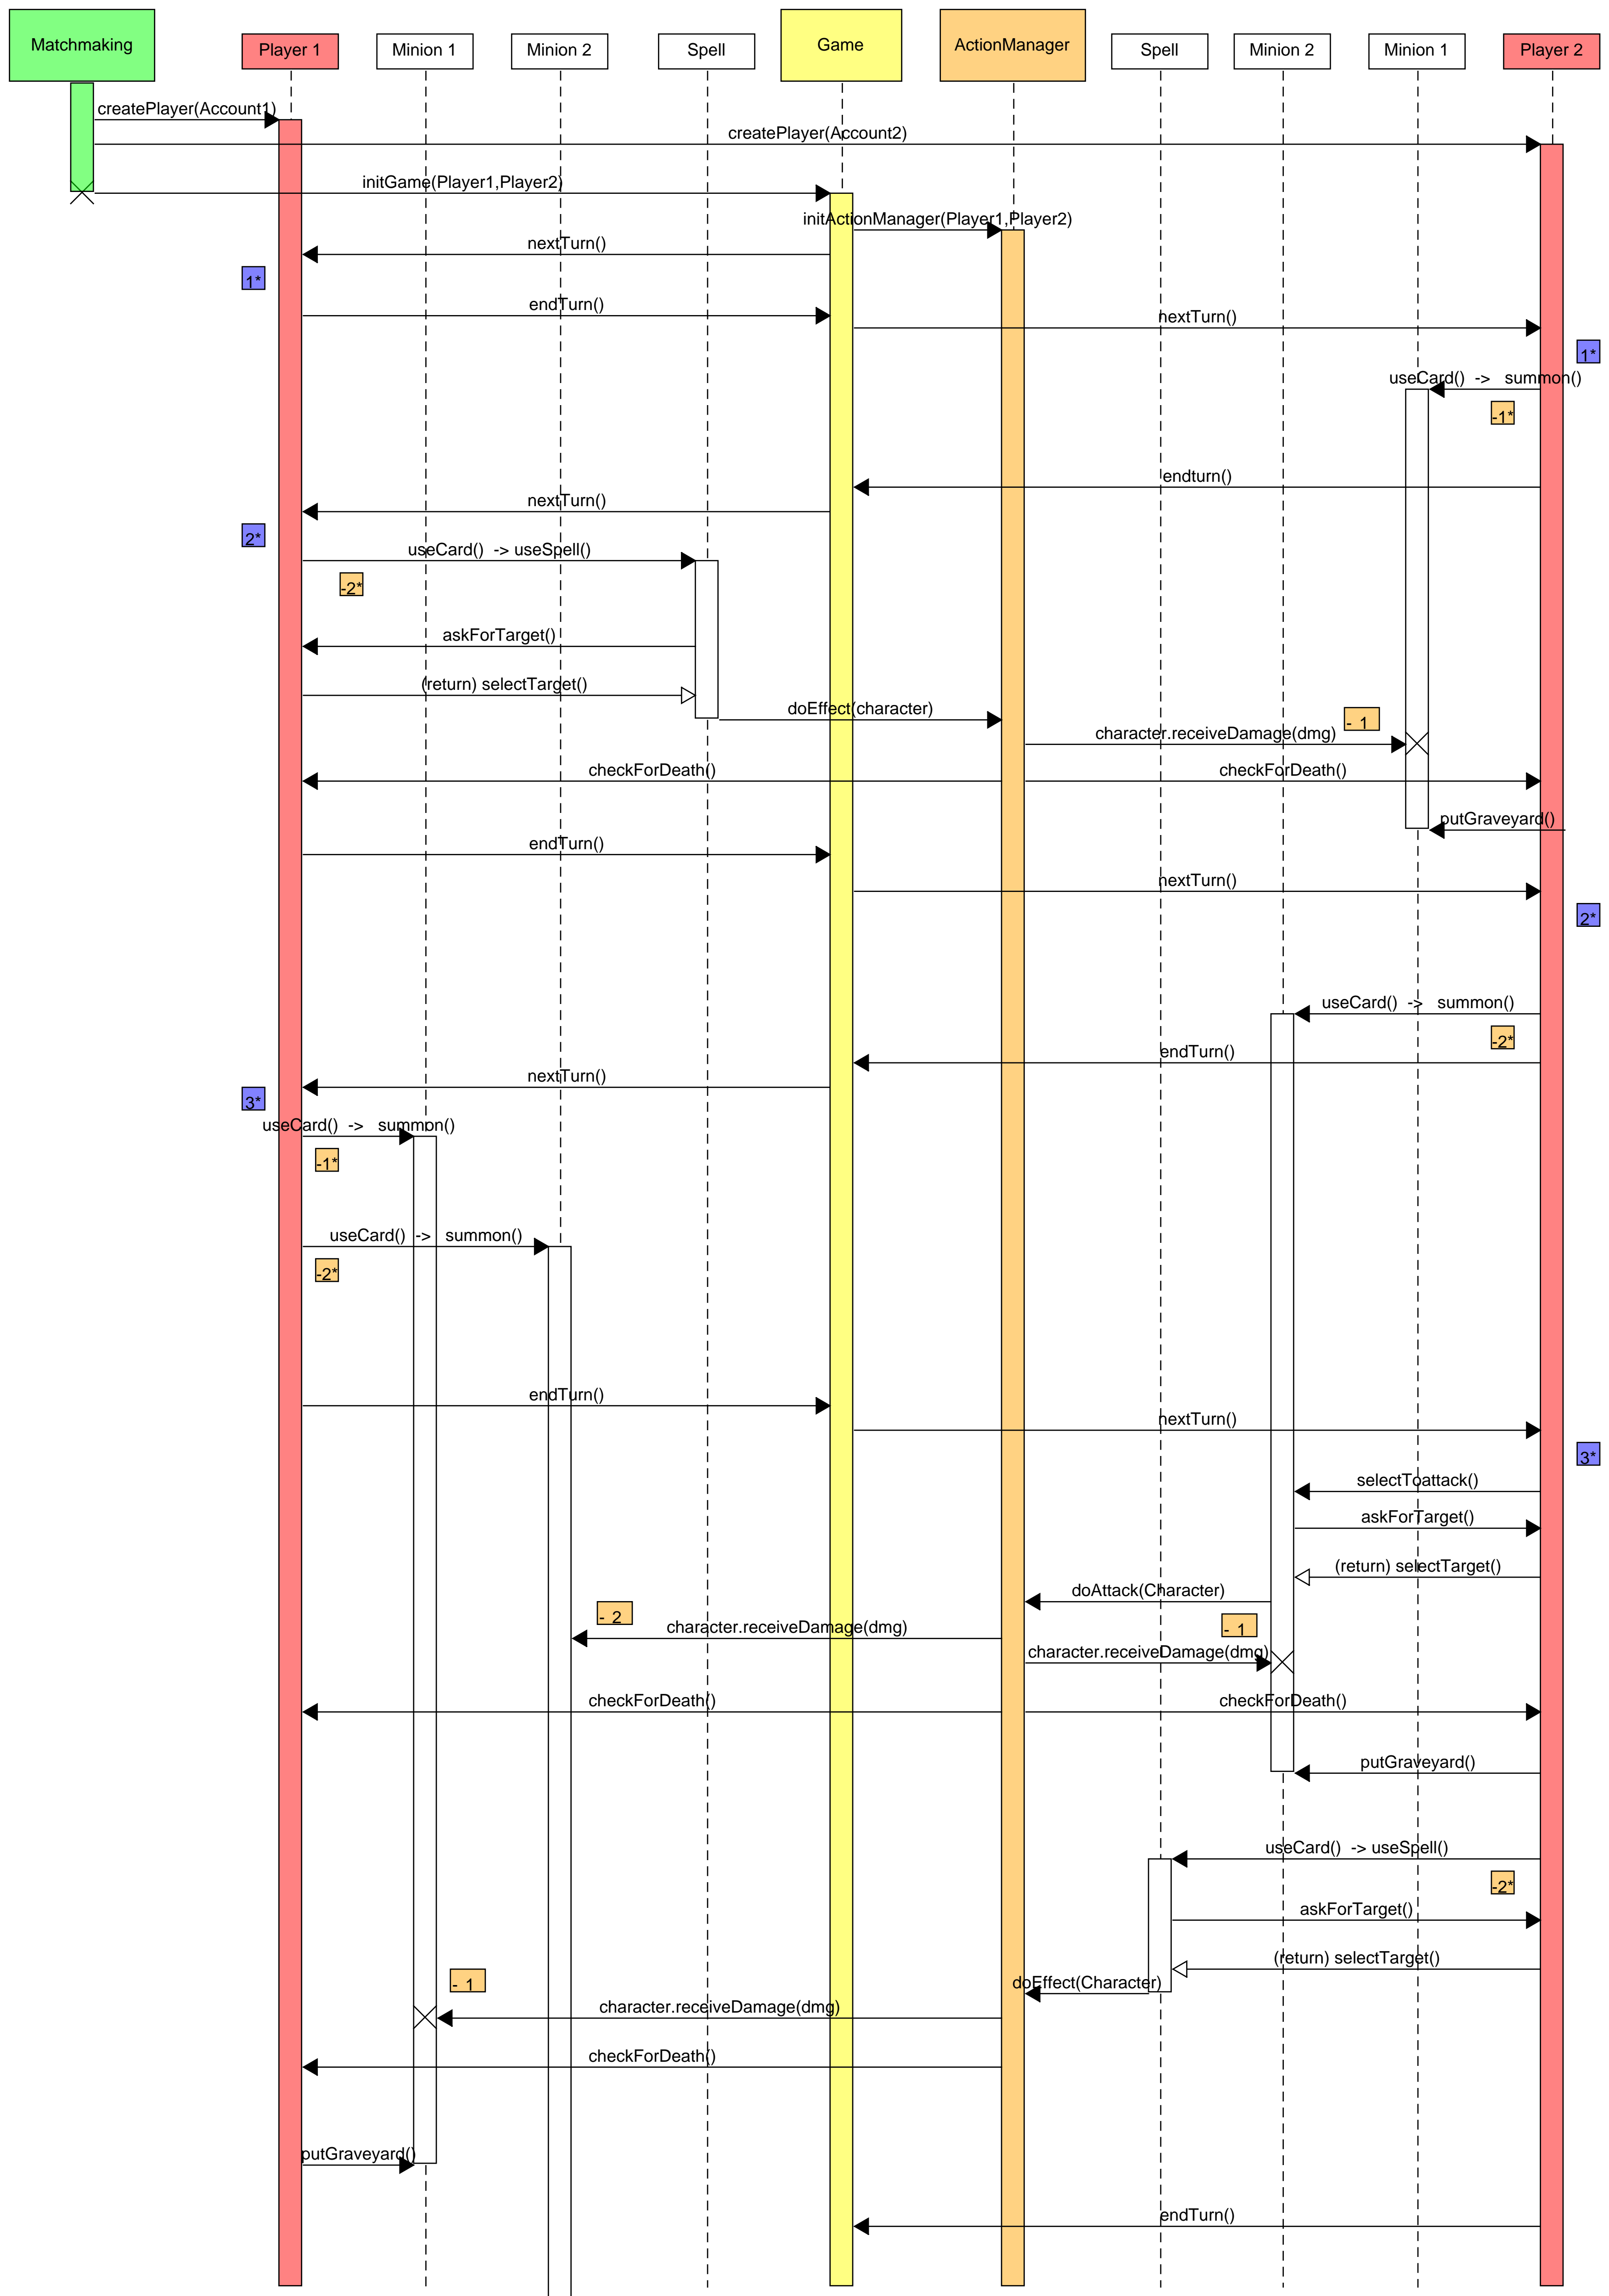 Matchmaking
Player 1
Minion 1
Minion 2
Spell
Game
ActionManager
Spell
Minion 2
Minion 1
Player 2
createPlayer(Account1)
createPlayer(Account2)
initGame(Player1,Player2)
initActionManager(Player1,Player2)
nextTurn()
1*
endTurn()
nextTurn()
1*
useCard() -> summon()
-1*
endturn()
nextTurn()
2*
useCard() -> useSpell()
-2*
askForTarget()
(return) selectTarget()
doEffect(character)
- 1
character.receiveDamage(dmg)
checkForDeath()
checkForDeath()
putGraveyard()
endTurn()
nextTurn()
2*
useCard() -> summon()
-2*
endTurn()
nextTurn()
3*
useCard() -> summon()
-1*
useCard() -> summon()
-2*
endTurn()
nextTurn()
3*
selectToattack()
askForTarget()
(return) selectTarget()
doAttack(Character)
- 2
character.receiveDamage(dmg)
- 1
character.receiveDamage(dmg)
checkForDeath()
checkForDeath()
putGraveyard()
useCard() -> useSpell()
-2*
askForTarget()
(return) selectTarget()
doEffect(Character)
- 1
character.receiveDamage(dmg)
checkForDeath()
putGraveyard()
endTurn()